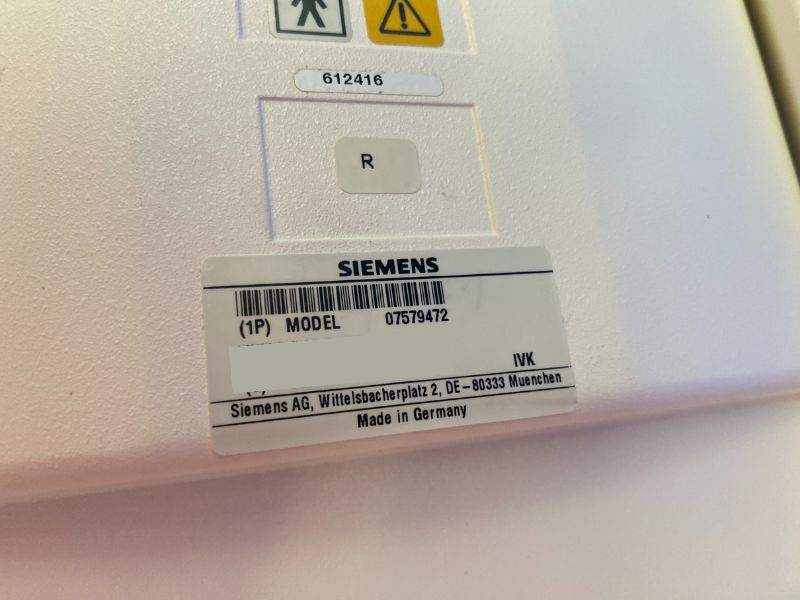 612416
R
SIEMENS
(1P) MODEL 07579472
IVK
Siemens AG, Wittelsbacherplatz 2, DE-80333 Muenchen
Made in Germany